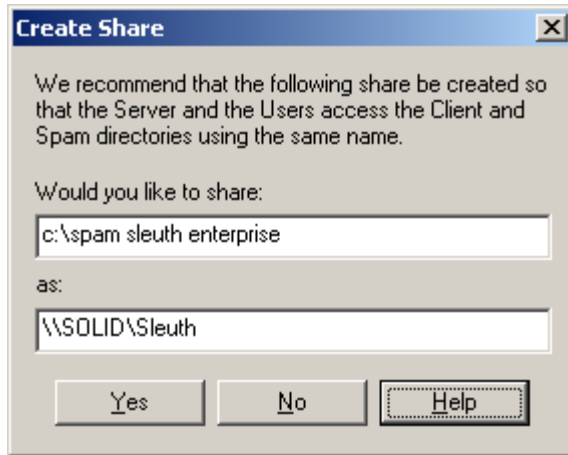 Create Share
We recommend that the following share be created so
that the Server and the Users access the Client and
Spam directories using the same name.
Would you like to share:
c:\spam sleuth enterprise
as:
\\SOLID\Sleuth
Yes No Help